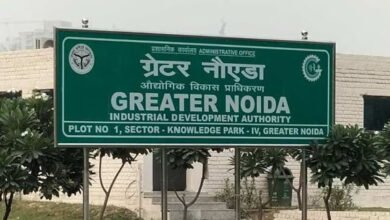 प्रशासनिक कार्यालय ADMINISTRATIVE OFFICE
ग्रेटर नौएडा
औद्योगिक विकास प्राधिकरण
GREATER NOIDA
INDUSTRIAL DEVELOPMENT AUTHORITY
PLOT NO 1, SECTOR - KNOWLEDGE PARK - IV, GREATER NOIDA